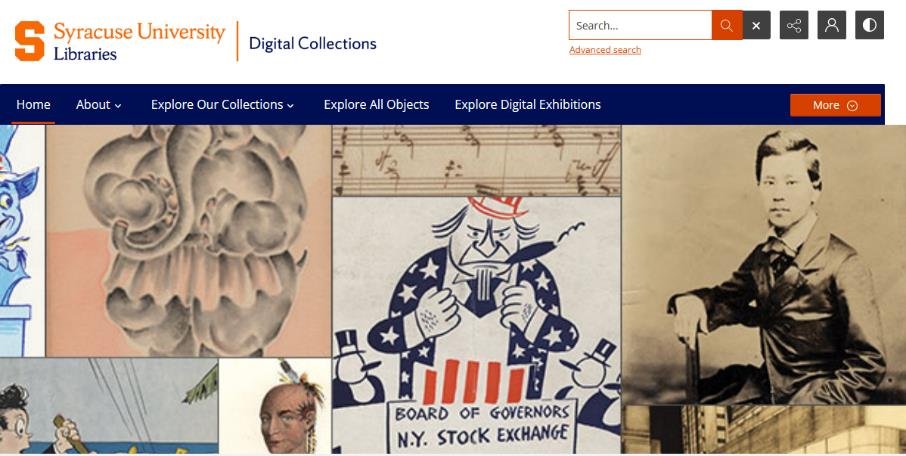 Syracuse University
Libraries
Digital Collections
Search...
Advanced search
Home
About
Explore Our Collections
Explore All Objects
Explore Digital Exhibitions
More
BOARD OF GOVERNORS
N.Y. STOCK EXCHANGE